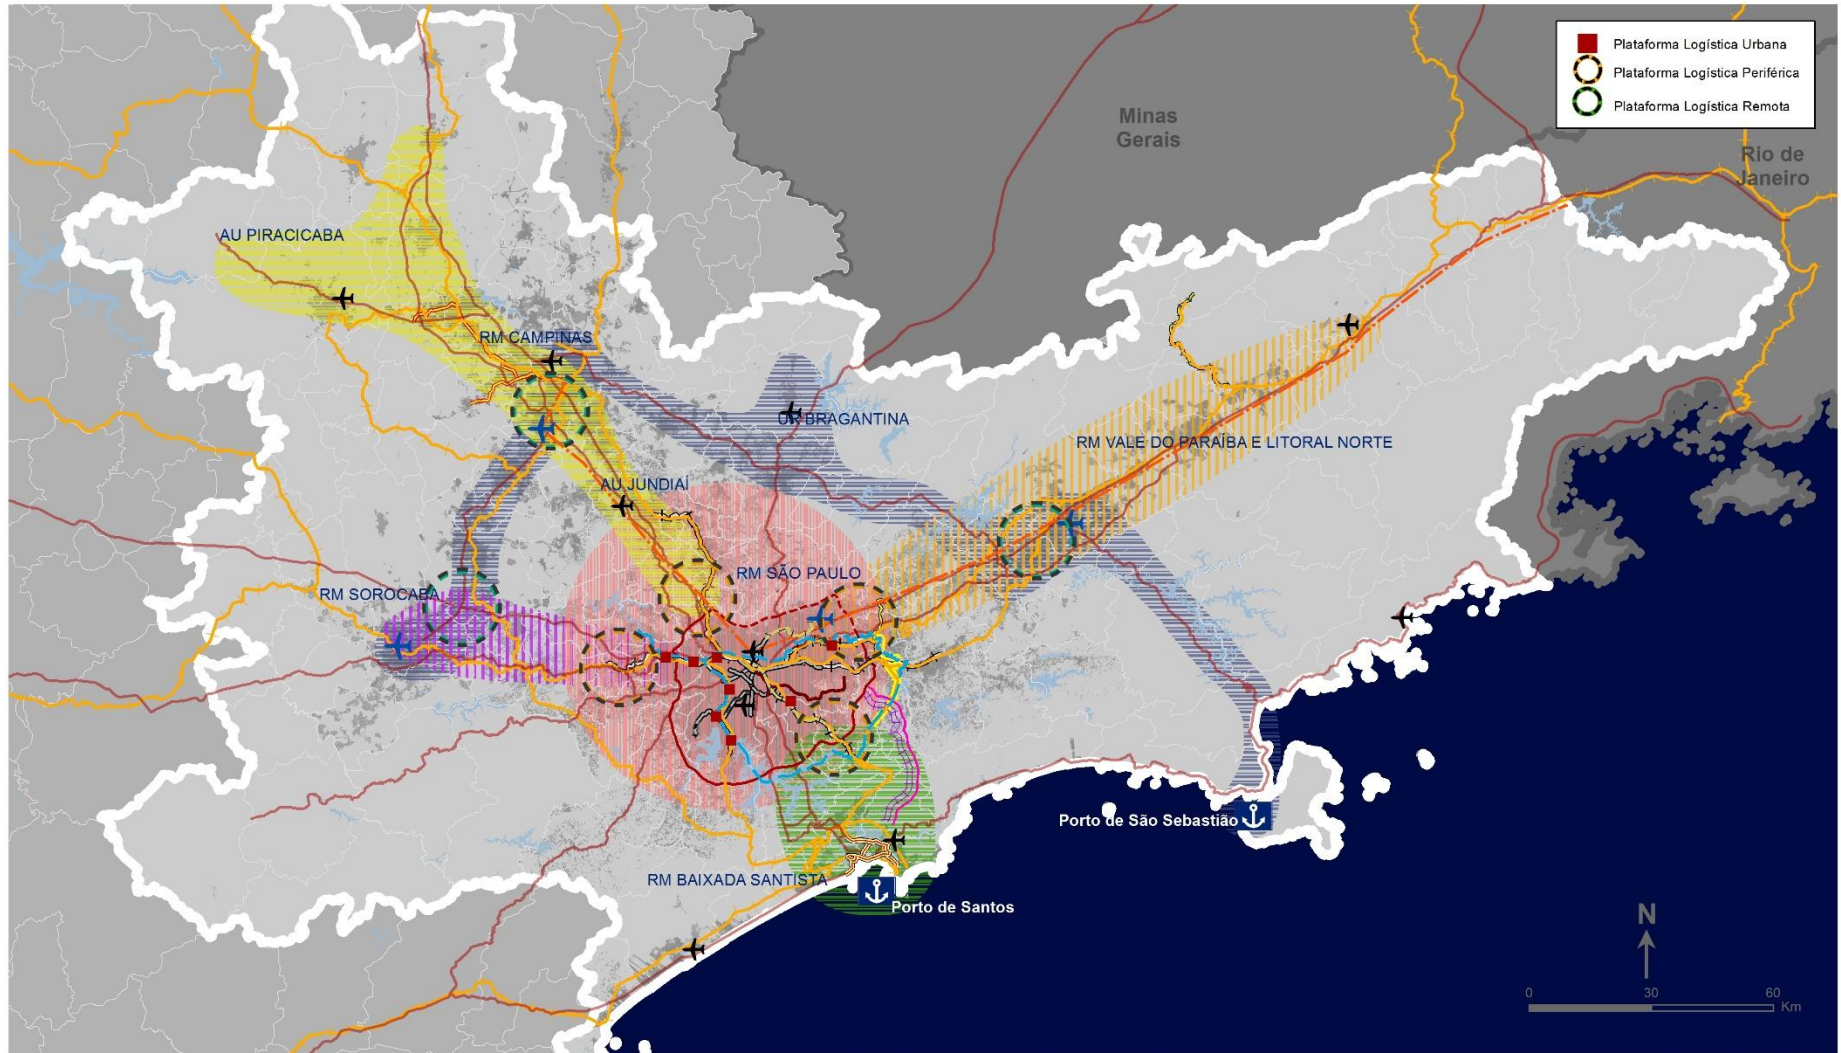 Plataforma Logística Urbana
Plataforma Logística Periférica
Plataforma Logística Remota
Minas
Gerais
Rio de
Janeiro
AU PIRACICABA
RM CAMPINAS
UR BRAGANTINA
RM VALE DO PARAÍBA E LITORAL NORTE
AU JUNDIAÍ
RM SÃO PAULO
RM SOROCABA
Porto de São Sebastião
RM BAIXADA SANTISTA
Porto de Santos
N
0 30 60
Km